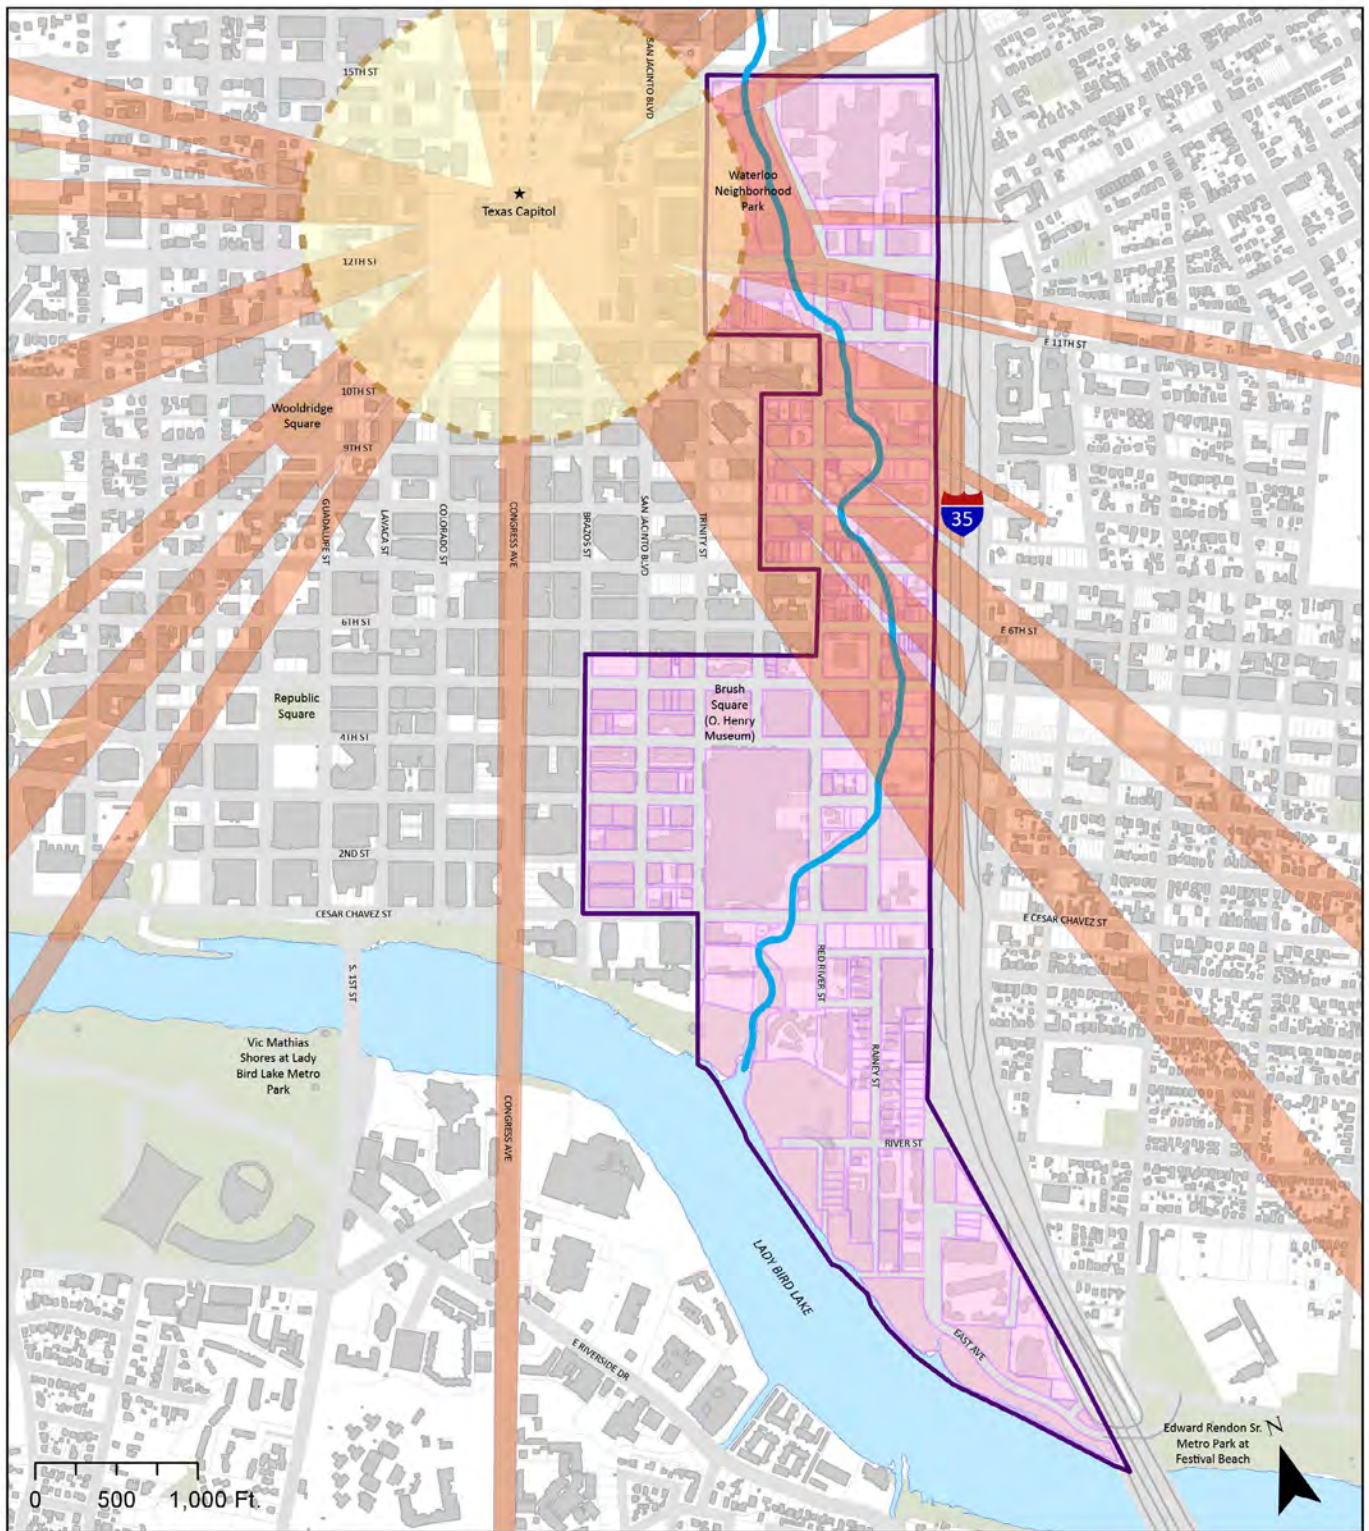 15TH ST
SAN JACINTO BLVD
Waterloo
Neighborhood
Park
Texas Capitol
12TH ST
E 11TH ST
10TH ST
Wooldridge
Square
9TH ST
GUADALUPE ST
LAVACA ST
COLORADO ST
CONGRESS AVE
BRAZOS ST
SAN JACINTO BLVD
TRINITY ST
35
6TH ST
E 6TH ST
Republic
Square
Brush
Square
(O. Henry
Museum)
4TH ST
2ND ST
CESAR CHAVEZ ST
E CESAR CHAVEZ ST
S. 1ST ST
RED RIVER ST
Vic Mathias
Shores at Lady
Bird Lake Metro
Park
RAINEY ST
CONGRESS AVE
RIVER ST
LADY BIRD LAKE
E RIVERSIDE DR
EAST AVE
Edward Rendon Sr.
Metro Park at
Festival Beach
N
0 500 1,000 Ft.